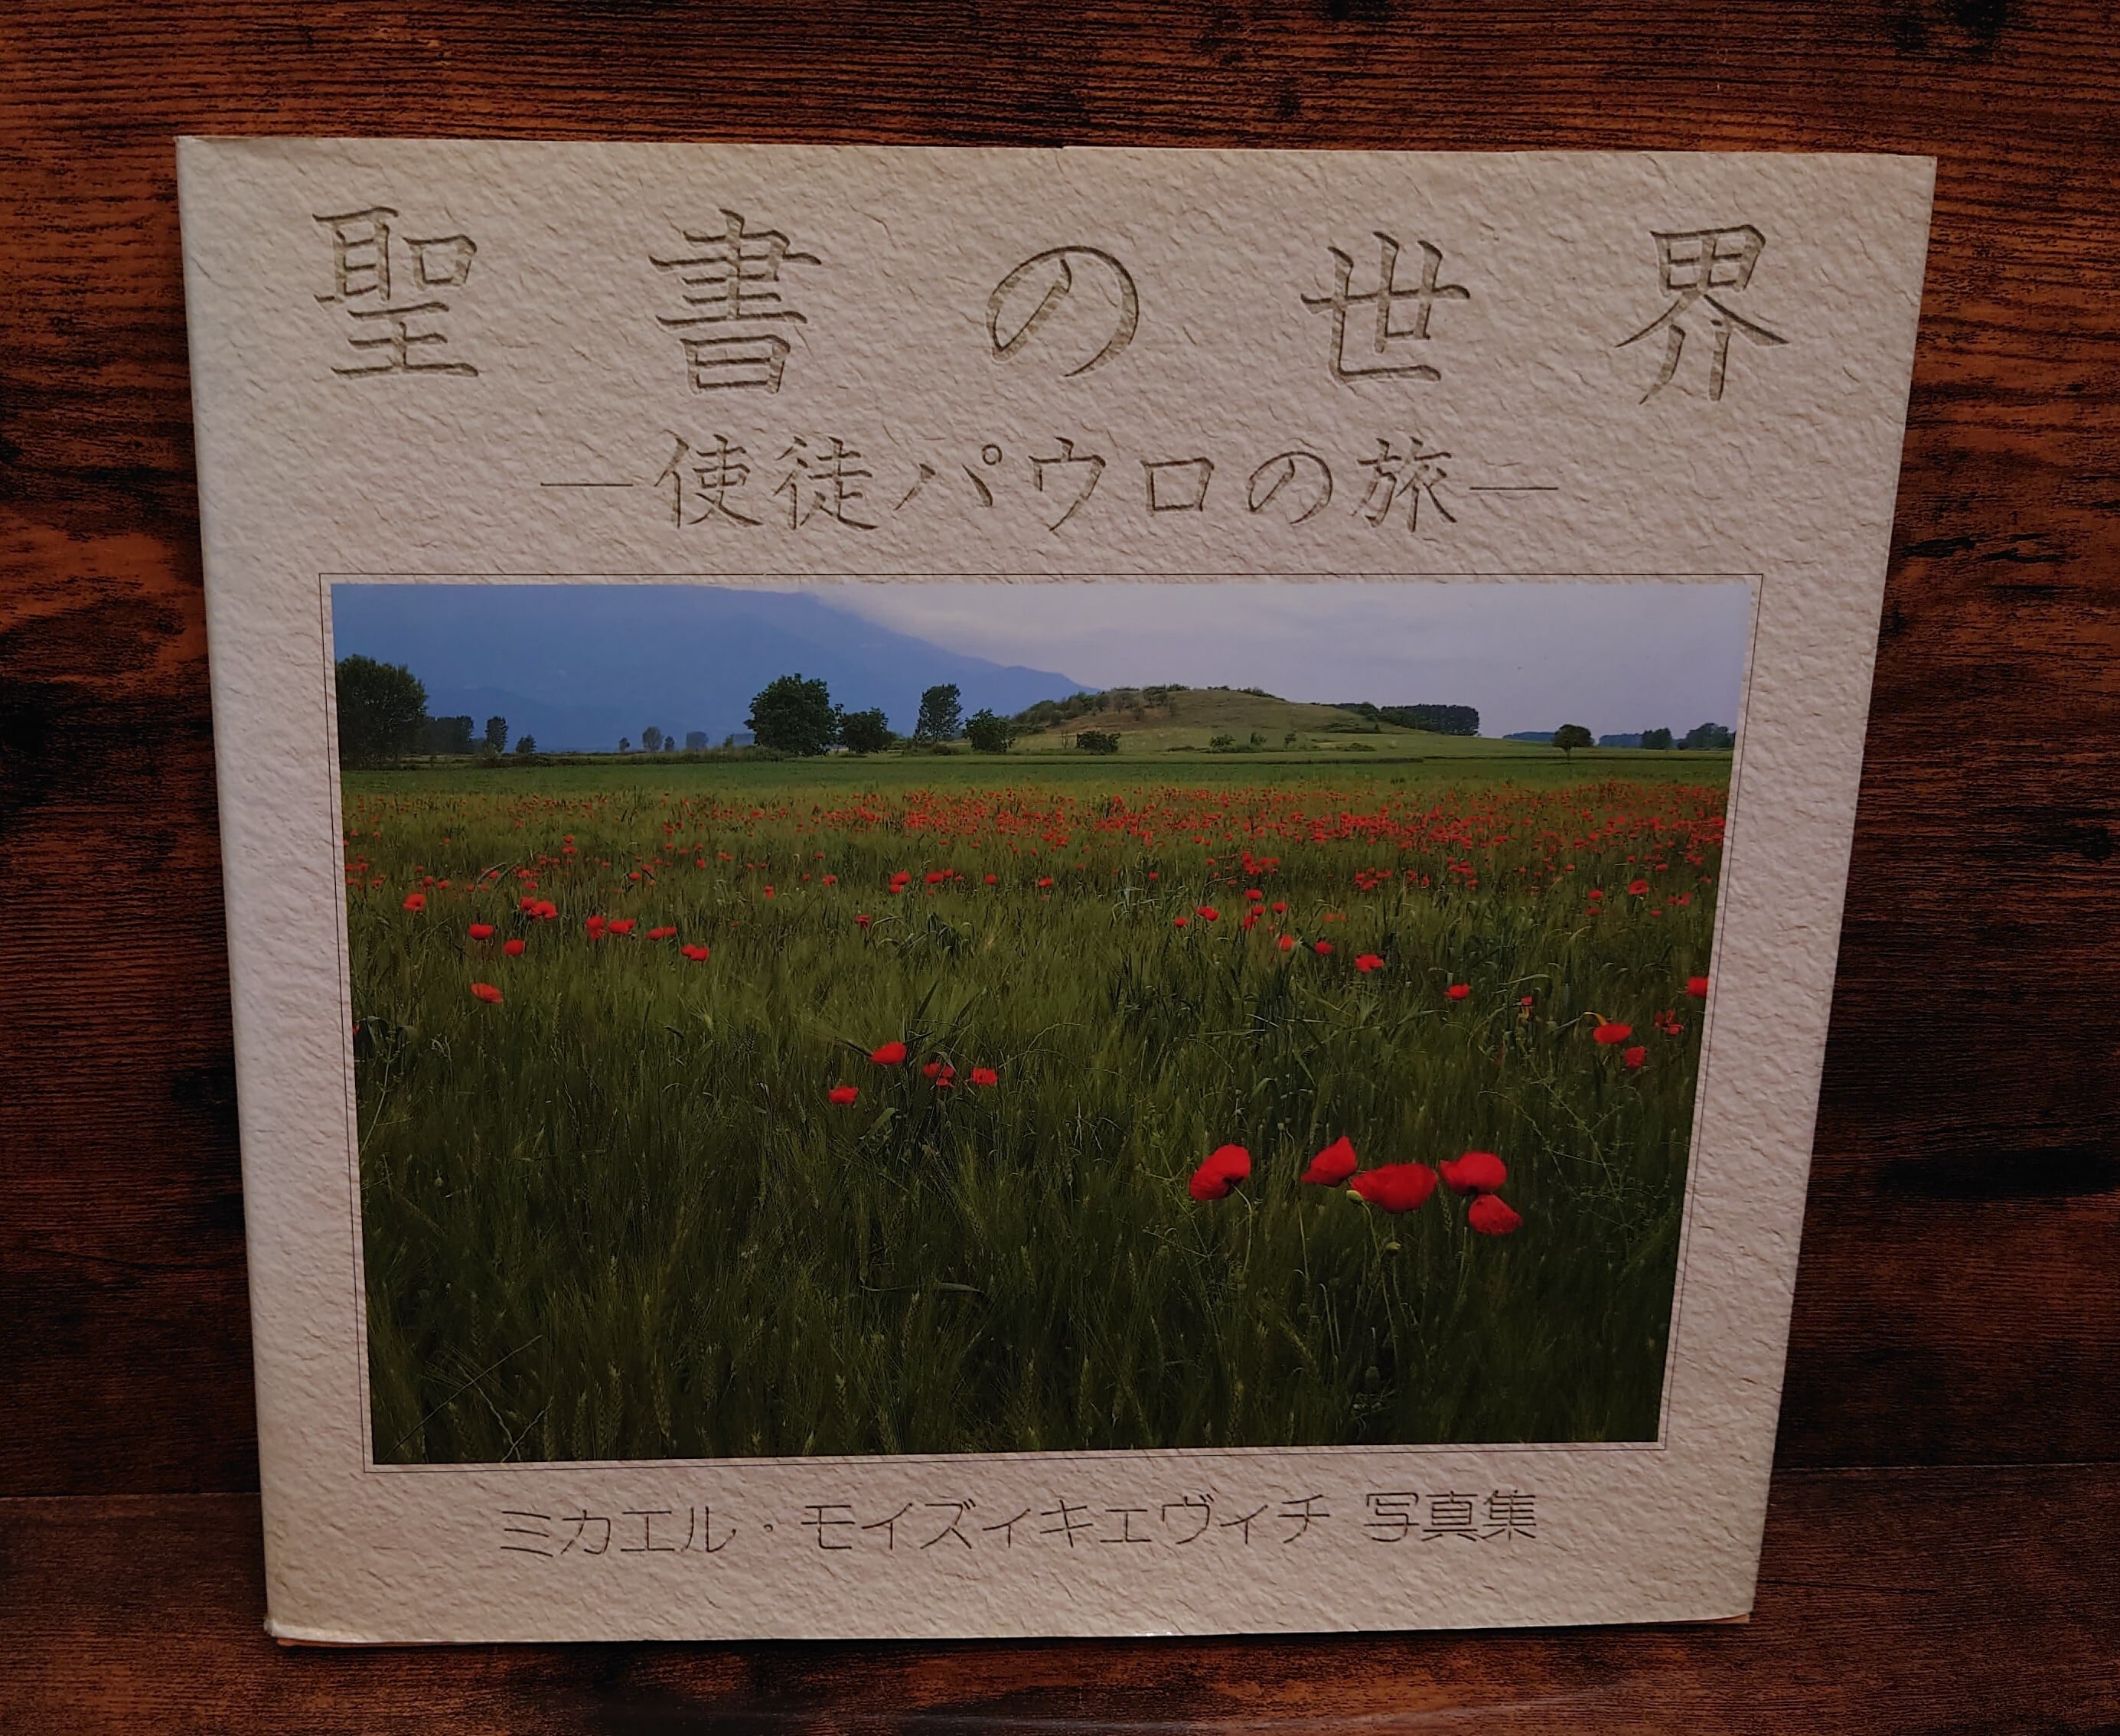 聖書の世界
―使徒パウロの旅―
ミカエル・モイズィキエヴィチ 写真集